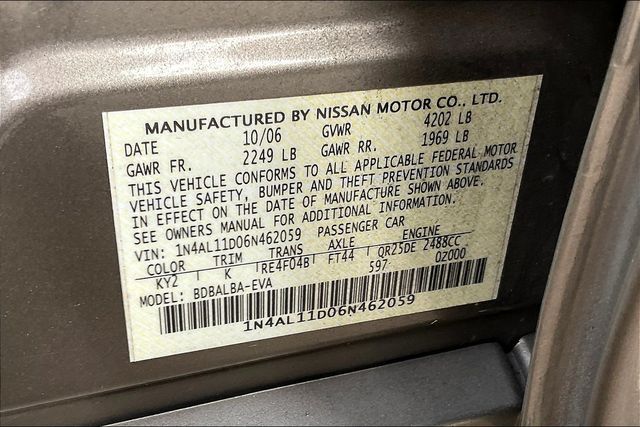 MANUFACTURED BY NISSAN MOTOR CO., LTD.
DATE 10/06 GVWR 4202 LB
GAWR FR. 2249 LB GAWR RR. 1969 LB
THIS VEHICLE CONFORMS TO ALL APPLICABLE FEDERAL MOTOR
VEHICLE SAFETY, BUMPER AND THEFT PREVENTION STANDARDS
IN EFFECT ON THE DATE OF MANUFACTURE SHOWN ABOVE.
SEE OWNERS MANUAL FOR ADDITIONAL INFORMATION.
VIN: 1N4AL11D06N462059 PASSENGER CAR
COLOR TRIM TRANS AXLE ENGINE
KY2 K RE4F04B FT44 QR25DE 2488CC
MODEL: BDBALBA-EVA 597 0Z000
1N4AL11D06N462059